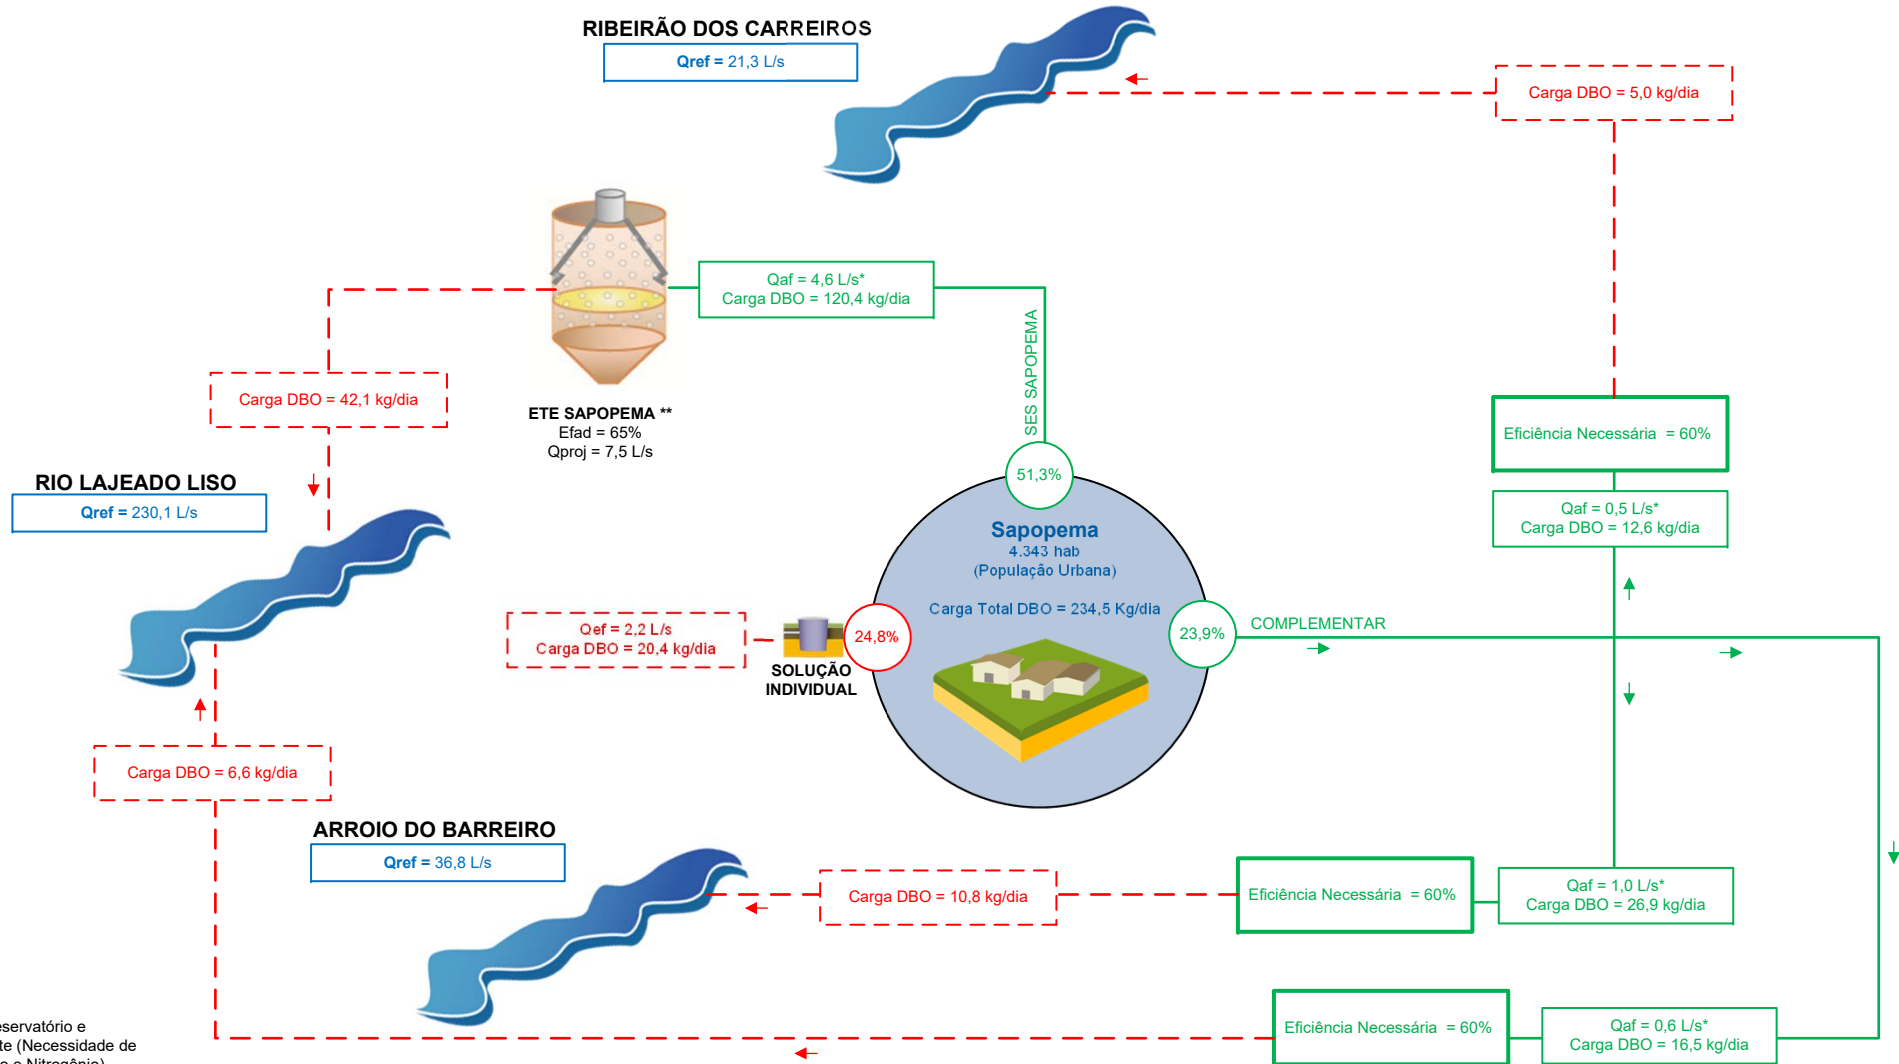 RIBEIRÃO DOS CARREIROS
Qref = 21,3 L/s
Carga DBO = 5,0 kg/dia
Qaf = 4,6 L/s*
Carga DBO = 120,4 kg/dia
SES SAPOPEMA
Carga DBO = 42,1 kg/dia
ETE SAPOPEMA **
Efad = 65%
Qproj = 7,5 L/s
Eficiência Necessária = 60%
RIO LAJEADO LISO
Qref = 230,1 L/s
51,3%
Qaf = 0,5 L/s*
Carga DBO = 12,6 kg/dia
Sapopema
4.343 hab
(População Urbana)
Carga Total DBO = 234,5 Kg/dia
Qef = 2,2 L/s
Carga DBO = 20,4 kg/dia
SOLUÇÃO
INDIVIDUAL
24,8%
23,9%
COMPLEMENTAR
Carga DBO = 6,6 kg/dia
ARROIO DO BARREIRO
Qref = 36,8 L/s
Carga DBO = 10,8 kg/dia
Eficiência Necessária = 60%
Qaf = 1,0 L/s*
Carga DBO = 26,9 kg/dia
Eficiência Necessária = 60%
Qaf = 0,6 L/s*
Carga DBO = 16,5 kg/dia
servatório e
te (Necessidade de